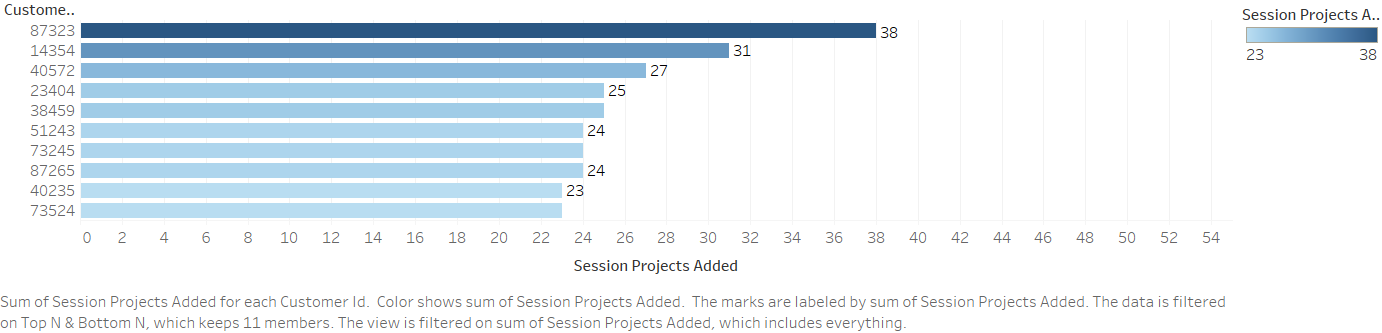 Custome..
Session Projects A..
23 38
87323 38
14354 31
40572 27
23404 25
38459
51243 24
73245
87265 24
40235 23
73524
0 2 4 6 8 10 12 14 16 18 20 22 24 26 28 30 32 34 36 38 40 42 44 46 48 50 52 54
Session Projects Added
Sum of Session Projects Added for each Customer Id. Color shows sum of Session Projects Added. The marks are labeled by sum of Session Projects Added. The data is filtered
on Top N & Bottom N, which keeps 11 members. The view is filtered on sum of Session Projects Added, which includes everything.